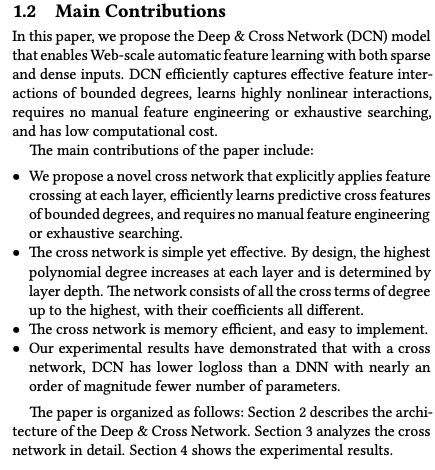 1.2 Main Contributions
In this paper, we propose the Deep & Cross Network (DCN) model
that enables Web-scale automatic feature learning with both sparse
and dense inputs. DCN efficiently captures effective feature inter-
actions of bounded degrees, learns highly nonlinear interactions,
requires no manual feature engineering or exhaustive searching,
and has low computational cost.
The main contributions of the paper include:
• We propose a novel cross network that explicitly applies feature
crossing at each layer, efficiently learns predictive cross features
of bounded degrees, and requires no manual feature engineering
or exhaustive searching.
• The cross network is simple yet effective. By design, the highest
polynomial degree increases at each layer and is determined by
layer depth. The network consists of all the cross terms of degree
up to the highest, with their coefficients all different.
• The cross network is memory efficient, and easy to implement.
• Our experimental results have demonstrated that with a cross
network, DCN has lower logloss than a DNN with nearly an
order of magnitude fewer number of parameters.
The paper is organized as follows: Section 2 describes the archi-
tecture of the Deep & Cross Network. Section 3 analyzes the cross
network in detail. Section 4 shows the experimental results.